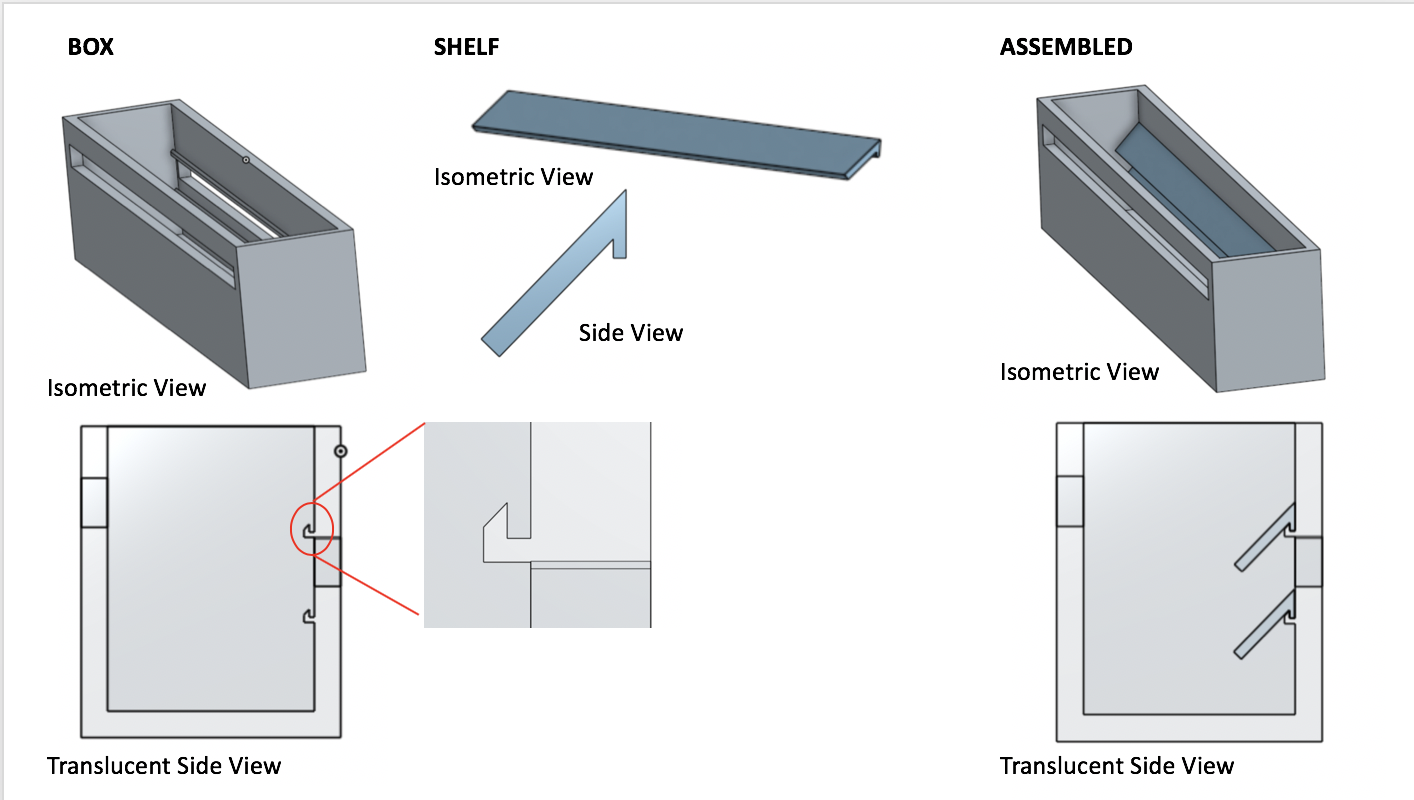 BOX
SHELF
ASSEMBLED
Isometric View
Side View
Isometric View
Isometric View
Translucent Side View
Translucent Side View